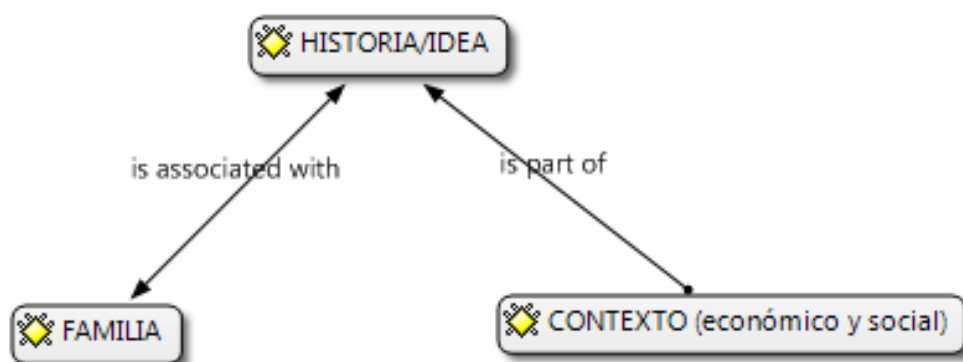 HISTORIA/IDEA
is associated with
is part of
FAMILIA
CONTEXTO (económico y social)